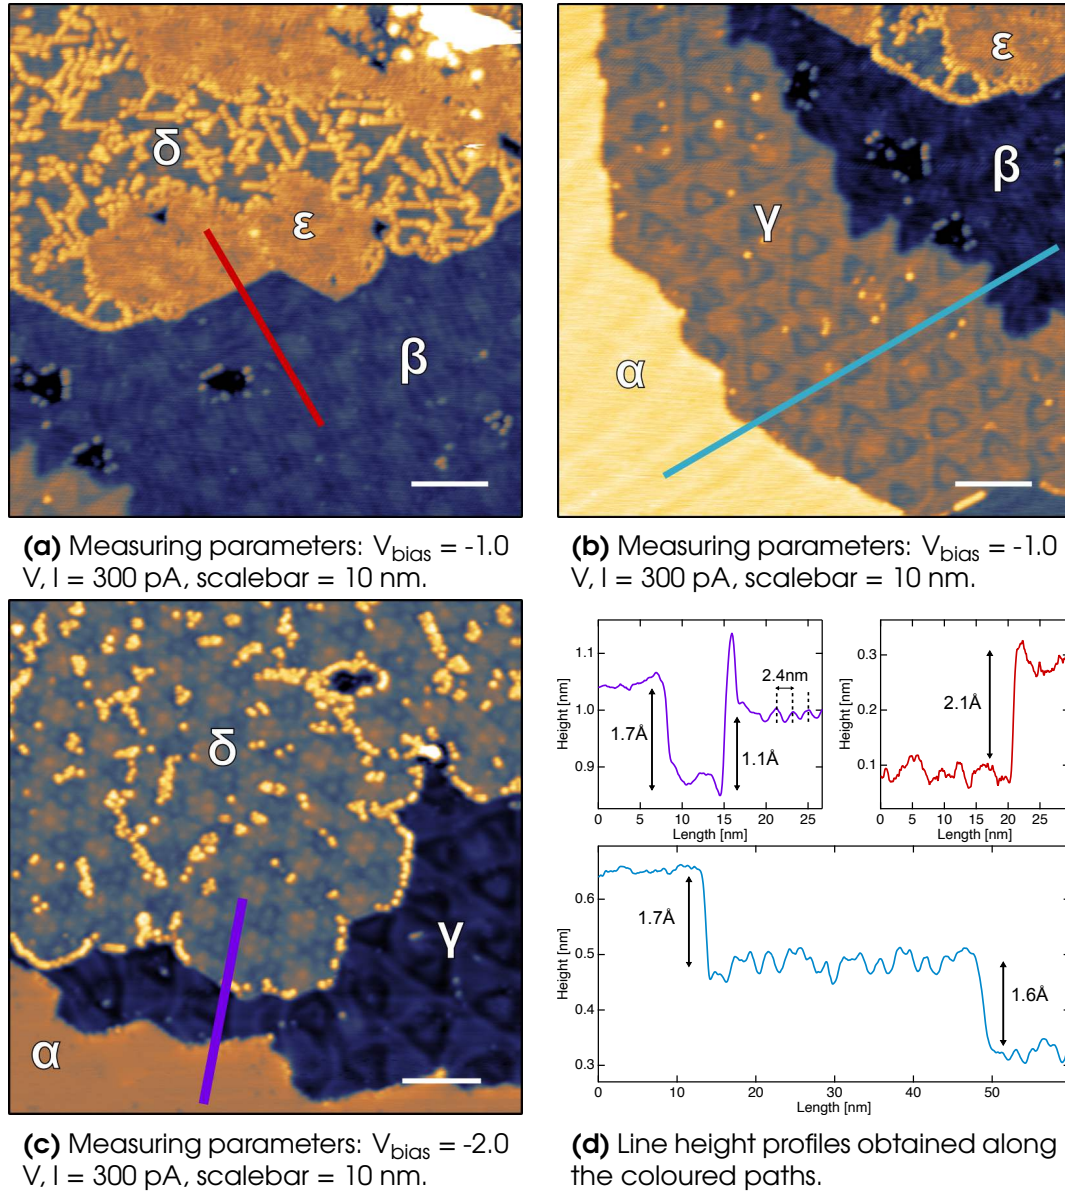 δ
ε
β
(a) Measuring parameters: V_bias = -1.0
V, I = 300 pA, scalebar = 10 nm.
ε
β
γ
α
(b) Measuring parameters: V_bias = -1.0
V, I = 300 pA, scalebar = 10 nm.
δ
γ
α
(c) Measuring parameters: V_bias = -2.0
V, I = 300 pA, scalebar = 10 nm.
1.1
1.0
0.9
Height [nm]
1.7Å
2.4nm
1.1Å
0 5 10 15 20 25
Length [nm]
0.3
0.2
0.1
Height [nm]
2.1Å
0 5 10 15 20 25
Length [nm]
0.6
0.5
0.4
0.3
Height [nm]
1.7Å
1.6Å
0 10 20 30 40 50
Length [nm]
(d) Line height profiles obtained along
the coloured paths.